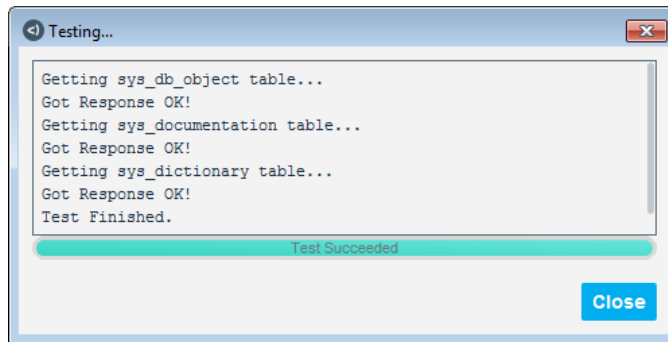 Testing...
Getting sys_db_object table...
Got Response OK!
Getting sys_documentation table...
Got Response OK!
Getting sys_dictionary table...
Got Response OK!
Test Finished.
Test Succeeded
Close